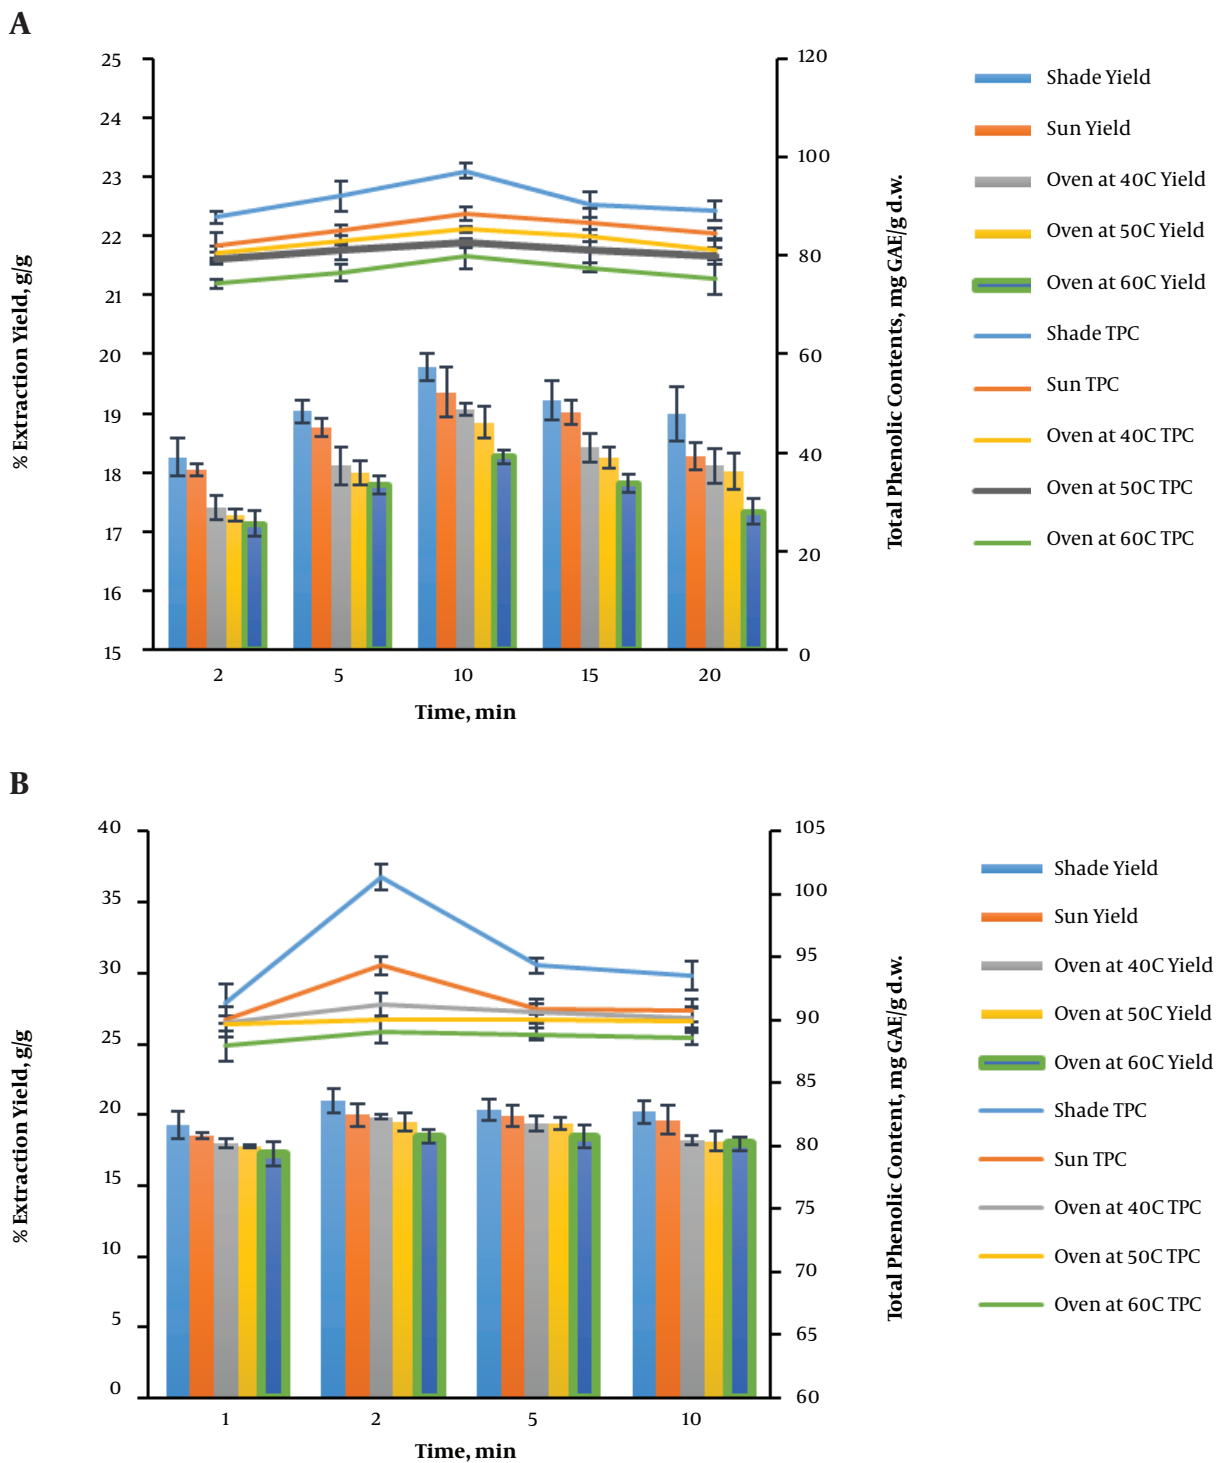 A
25
24
23
22
21
20
19
18
17
16
15
% Extraction Yield, g/g
120
100
80
60
40
20
0
Total Phenolic Contents, mg GAE/g d.w.
2 5 10 15 20
Time, min
Shade Yield
Sun Yield
Oven at 40C Yield
Oven at 50C Yield
Oven at 60C Yield
Shade TPC
Sun TPC
Oven at 40C TPC
Oven at 50C TPC
Oven at 60C TPC
B
40
35
30
25
20
15
10
5
0
% Extraction Yield, g/g
105
100
95
90
85
80
75
70
65
60
Total Phenolic Content, mg GAE/g d.w.
1 2 5 10
Time, min
Shade Yield
Sun Yield
Oven at 40C Yield
Oven at 50C Yield
Oven at 60C Yield
Shade TPC
Sun TPC
Oven at 40C TPC
Oven at 50C TPC
Oven at 60C TPC